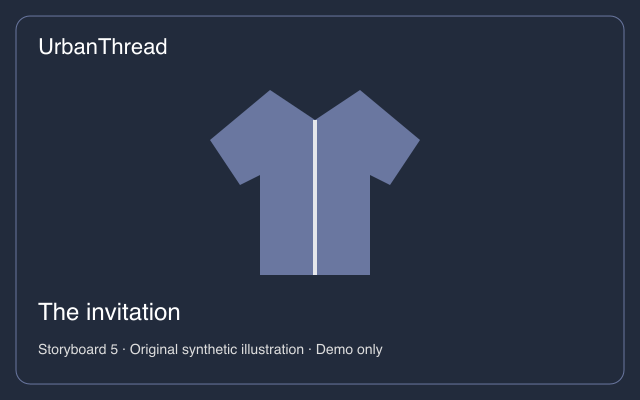 UrbanThread
The invitation
Storyboard 5 · Original synthetic illustration · Demo only